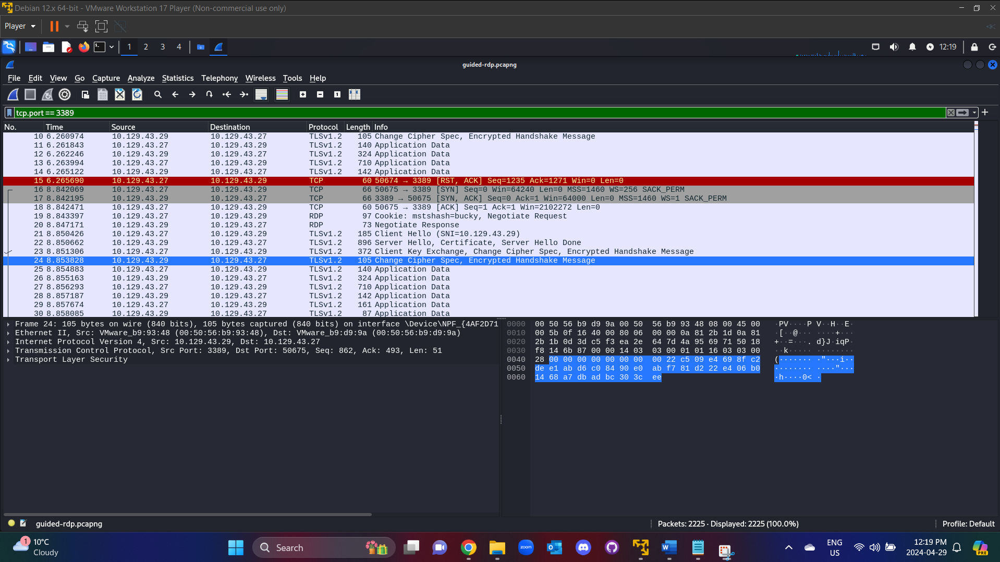 Debian 12.x 64-bit - VMware Workstation 17 Player (Non-commercial use only)
Player
1 2 3 4
12:19
guided-rdp.pcapng
File Edit View Go Capture Analyze Statistics Telephony Wireless Tools Help
tcp.port == 3389
No. Time Source Destination Protocol Length Info
10 6.260974 10.129.43.29 10.129.43.27 TLSv1.2 105 Change Cipher Spec, Encrypted Handshake Message
11 6.261843 10.129.43.27 10.129.43.29 TLSv1.2 140 Application Data
12 6.262246 10.129.43.29 10.129.43.27 TLSv1.2 324 Application Data
13 6.263994 10.129.43.27 10.129.43.29 TLSv1.2 710 Application Data
14 6.265122 10.129.43.29 10.129.43.27 TLSv1.2 142 Application Data
15 6.265690 10.129.43.27 10.129.43.29 TCP 60 50674 → 3389 [RST, ACK] Seq=1235 Ack=1271 Win=0 Len=0
16 8.842069 10.129.43.27 10.129.43.29 TCP 66 50675 → 3389 [SYN] Seq=0 Win=64240 Len=0 MSS=1460 WS=256 SACK_PERM
17 8.842195 10.129.43.29 10.129.43.27 TCP 66 3389 → 50675 [SYN, ACK] Seq=0 Ack=1 Win=64000 Len=0 MSS=1460 WS=1 SACK_PERM
18 8.842471 10.129.43.27 10.129.43.29 TCP 60 50675 → 3389 [ACK] Seq=1 Ack=1 Win=2102272 Len=0
19 8.843397 10.129.43.27 10.129.43.29 RDP 97 Cookie: mstshash=bucky, Negotiate Request
20 8.847171 10.129.43.29 10.129.43.27 RDP 73 Negotiate Response
21 8.850426 10.129.43.27 10.129.43.29 TLSv1.2 185 Client Hello (SNI=10.129.43.29)
22 8.850662 10.129.43.29 10.129.43.27 TLSv1.2 896 Server Hello, Certificate, Server Hello Done
23 8.851306 10.129.43.27 10.129.43.29 TLSv1.2 372 Client Key Exchange, Change Cipher Spec, Encrypted Handshake Message
24 8.853828 10.129.43.29 10.129.43.27 TLSv1.2 105 Change Cipher Spec, Encrypted Handshake Message
25 8.854883 10.129.43.27 10.129.43.29 TLSv1.2 140 Application Data
26 8.855163 10.129.43.29 10.129.43.27 TLSv1.2 324 Application Data
27 8.856293 10.129.43.27 10.129.43.29 TLSv1.2 710 Application Data
28 8.857187 10.129.43.29 10.129.43.27 TLSv1.2 142 Application Data
29 8.857674 10.129.43.27 10.129.43.29 TLSv1.2 161 Application Data
30 8.858085 10.129.43.29 10.129.43.27 TLSv1.2 87 Application Data
Frame 24: 105 bytes on wire (840 bits), 105 bytes captured (840 bits) on interface \Device\NPF_{4AF2D71
Ethernet II, Src: VMware_b9:93:48 (00:50:56:b9:93:48), Dst: VMware_b9:d9:9a (00:50:56:b9:d9:9a)
Internet Protocol Version 4, Src: 10.129.43.29, Dst: 10.129.43.27
Transmission Control Protocol, Src Port: 3389, Dst Port: 50675, Seq: 862, Ack: 493, Len: 51
Transport Layer Security
0000 00 50 56 b9 d9 9a 00 50 56 b9 93 48 08 00 45 00 ·PV····P V··H··E·
0010 00 5b 0f 16 40 00 80 06 00 00 0a 81 2b 1d 0a 81 ·[··@··· ····+···
0020 2b 1b 0d 3d c5 f3 ea 2e 64 7d 4a 95 69 71 50 18 +··=···. d}J·iqP·
0030 f8 14 6b 87 00 00 14 03 03 00 01 01 16 03 03 00 ··k····· ········
0040 28 00 00 00 00 00 00 00 00 22 c5 09 e4 69 8f c2 (······· ·"···i··
0050 de e1 ab d6 c0 84 90 e0 ab f7 81 d2 22 e4 06 b0 ········ ····"···
0060 14 68 a7 db ad bc 30 3c ee ·h····0< ·
guided-rdp.pcapng
Packets: 2225 · Displayed: 2225 (100.0%)
Profile: Default
1
10°C
Cloudy
Search
zoom
ENG
US
12:19 PM
2024-04-29
PRE